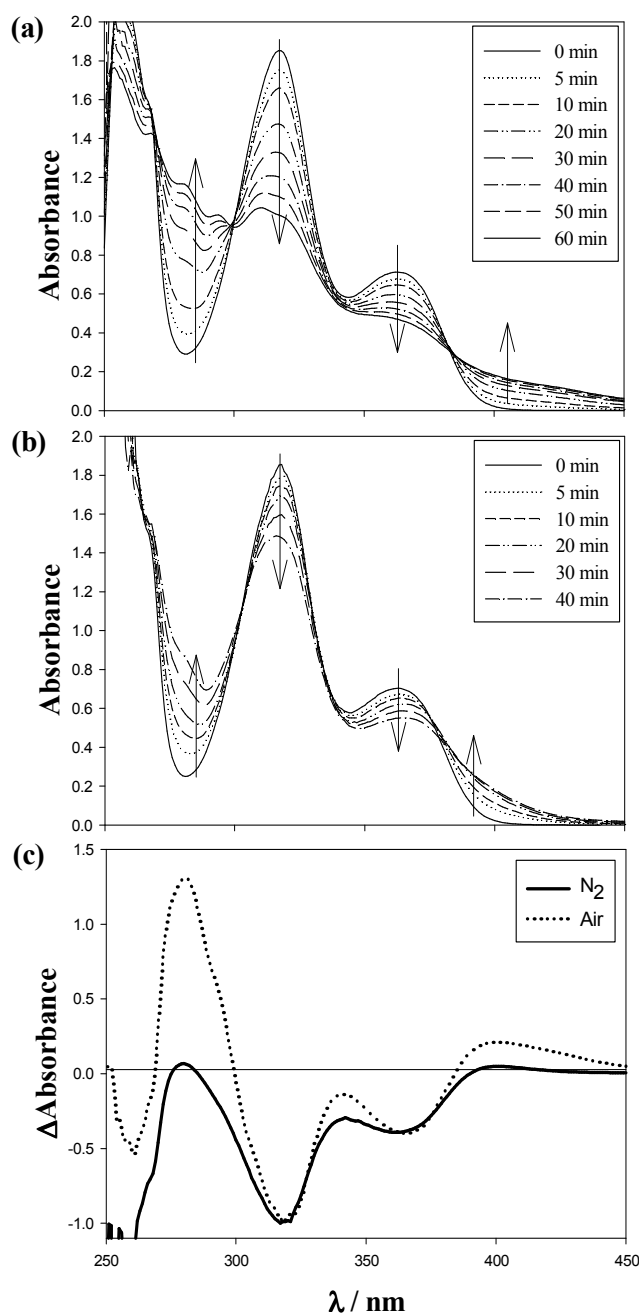 (a)
2.0
1.8
1.6
1.4
1.2
1.0
0.8
0.6
0.4
0.2
0.0
Absorbance
0 min
5 min
10 min
20 min
30 min
40 min
50 min
60 min
(b)
2.0
1.8
1.6
1.4
1.2
1.0
0.8
0.6
0.4
0.2
0.0
Absorbance
0 min
5 min
10 min
20 min
30 min
40 min
(c)
1.5
1.0
0.5
0.0
-0.5
-1.0
ΔAbsorbance
N₂
Air
250 300 350 400 450
λ / nm